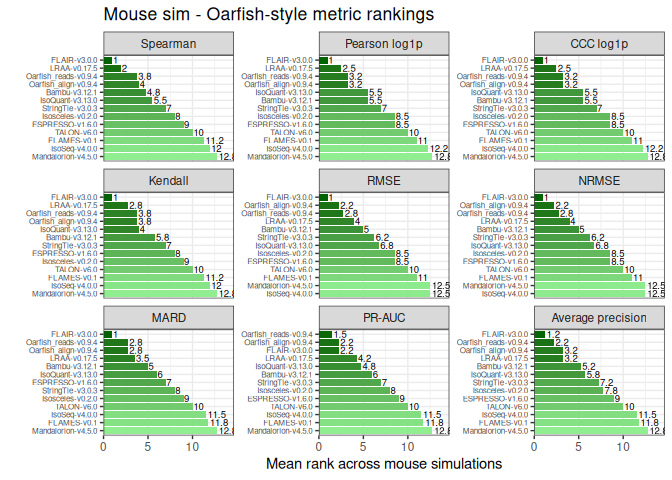 Mouse sim - Oarfish-style metric rankings
Spearman
FLAIR-v3.0.0 1
LRAA-v0.17.5 2
Oarfish_reads-v0.9.4 3.8
Oarfish_align-v0.9.4 4
Bambu-v3.12.1 4.8
IsoQuant-v3.13.0 5.5
StringTie-v3.0.3 7
Isosceles-v0.2.0 8
ESPRESSO-v1.6.0 9
TALON-v6.0 10
FLAMES-v0.1 11.2
IsoSeq-v4.0.0 12
Mandalorion-v4.5.0 12.8
Pearson log1p
FLAIR-v3.0.0 1
LRAA-v0.17.5 2.5
Oarfish_reads-v0.9.4 3.2
Oarfish_align-v0.9.4 3.2
IsoQuant-v3.13.0 5.5
Bambu-v3.12.1 5.5
StringTie-v3.0.3 7
Isosceles-v0.2.0 8.5
ESPRESSO-v1.6.0 8.5
TALON-v6.0 10
FLAMES-v0.1 11
IsoSeq-v4.0.0 12.2
Mandalorion-v4.5.0 12.8
CCC log1p
FLAIR-v3.0.0 1
LRAA-v0.17.5 2.5
Oarfish_reads-v0.9.4 3.2
Oarfish_align-v0.9.4 3.2
IsoQuant-v3.13.0 5.5
Bambu-v3.12.1 5.5
StringTie-v3.0.3 7
Isosceles-v0.2.0 8.5
ESPRESSO-v1.6.0 8.5
TALON-v6.0 10
FLAMES-v0.1 11
IsoSeq-v4.0.0 12.2
Mandalorion-v4.5.0 12.8
Kendall
FLAIR-v3.0.0 1
LRAA-v0.17.5 2.8
Oarfish_reads-v0.9.4 3.8
Oarfish_align-v0.9.4 3.8
IsoQuant-v3.13.0 4
Bambu-v3.12.1 5.8
StringTie-v3.0.3 7
Isosceles-v0.2.0 8
ESPRESSO-v1.6.0 9
TALON-v6.0 10
FLAMES-v0.1 11.2
IsoSeq-v4.0.0 12
Mandalorion-v4.5.0 12.8
RMSE
FLAIR-v3.0.0 1
Oarfish_align-v0.9.4 2.2
Oarfish_reads-v0.9.4 2.8
LRAA-v0.17.5 4
Bambu-v3.12.1 5
StringTie-v3.0.3 6.2
IsoQuant-v3.13.0 6.8
Isosceles-v0.2.0 8.5
ESPRESSO-v1.6.0 8.5
TALON-v6.0 10
FLAMES-v0.1 11
Mandalorion-v4.5.0 12.5
IsoSeq-v4.0.0 12.5
NRMSE
FLAIR-v3.0.0 1
Oarfish_align-v0.9.4 2.2
Oarfish_reads-v0.9.4 2.8
LRAA-v0.17.5 4
Bambu-v3.12.1 5
StringTie-v3.0.3 6.2
IsoQuant-v3.13.0 6.8
Isosceles-v0.2.0 8.5
ESPRESSO-v1.6.0 8.5
TALON-v6.0 10
FLAMES-v0.1 11
Mandalorion-v4.5.0 12.5
IsoSeq-v4.0.0 12.5
MARD
FLAIR-v3.0.0 1
Oarfish_reads-v0.9.4 2.8
Oarfish_align-v0.9.4 2.8
LRAA-v0.17.5 3.5
Bambu-v3.12.1 5
IsoQuant-v3.13.0 6
ESPRESSO-v1.6.0 7
StringTie-v3.0.3 8
Isosceles-v0.2.0 9
TALON-v6.0 10
IsoSeq-v4.0.0 11.5
FLAMES-v0.1 11.8
Mandalorion-v4.5.0 12.8
PR-AUC
Oarfish_reads-v0.9.4 1.5
Oarfish_align-v0.9.4 2.2
FLAIR-v3.0.0 2.2
LRAA-v0.17.5 4.2
IsoQuant-v3.13.0 4.8
Bambu-v3.12.1 6
StringTie-v3.0.3 7
Isosceles-v0.2.0 8
ESPRESSO-v1.6.0 9
TALON-v6.0 10
IsoSeq-v4.0.0 11.5
FLAMES-v0.1 11.8
Mandalorion-v4.5.0 12.8
Average precision
FLAIR-v3.0.0 1.2
Oarfish_reads-v0.9.4 2.2
Oarfish_align-v0.9.4 3.2
LRAA-v0.17.5 3.2
Bambu-v3.12.1 5.2
IsoQuant-v3.13.0 5.8
StringTie-v3.0.3 7.2
Isosceles-v0.2.0 7.8
ESPRESSO-v1.6.0 9
TALON-v6.0 10
IsoSeq-v4.0.0 11.5
FLAMES-v0.1 11.8
Mandalorion-v4.5.0 12.8
0 5 10
0 5 10
0 5 10
Mean rank across mouse simulations